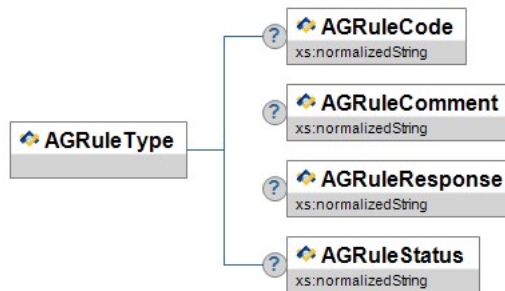 AGRuleType
? AGRuleCode
xs:normalizedString
? AGRuleComment
xs:normalizedString
? AGRuleResponse
xs:normalizedString
? AGRuleStatus
xs:normalizedString